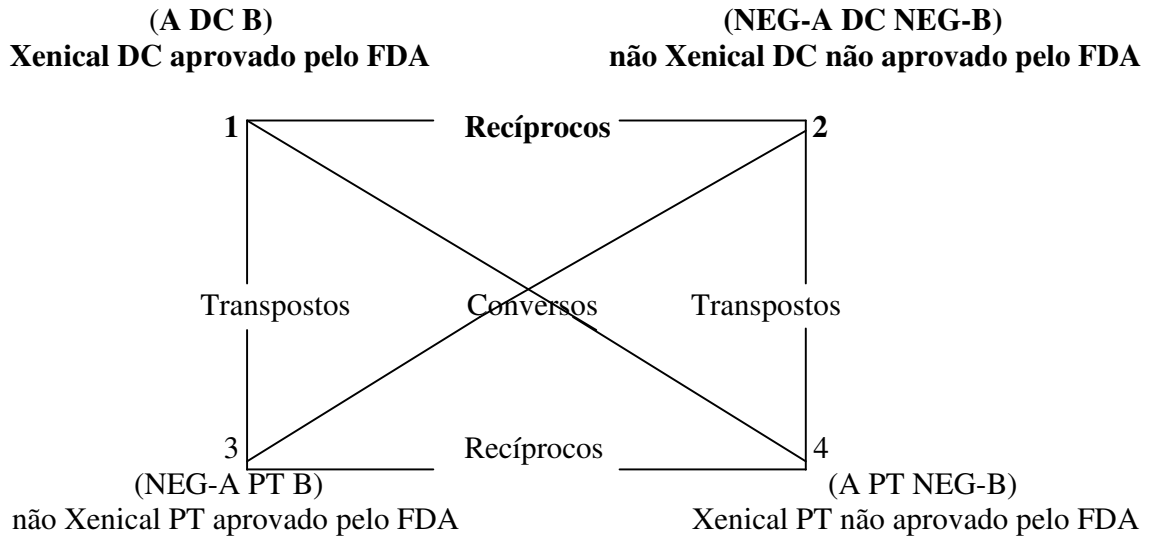 (A DC B) (NEG-A DC NEG-B)
Xenical DC aprovado pelo FDA não Xenical DC não aprovado pelo FDA
1 Recíprocos 2
Transpostos Conversos Transpostos
3 Recíprocos 4
(NEG-A PT B) (A PT NEG-B)
não Xenical PT aprovado pelo FDA Xenical PT não aprovado pelo FDA